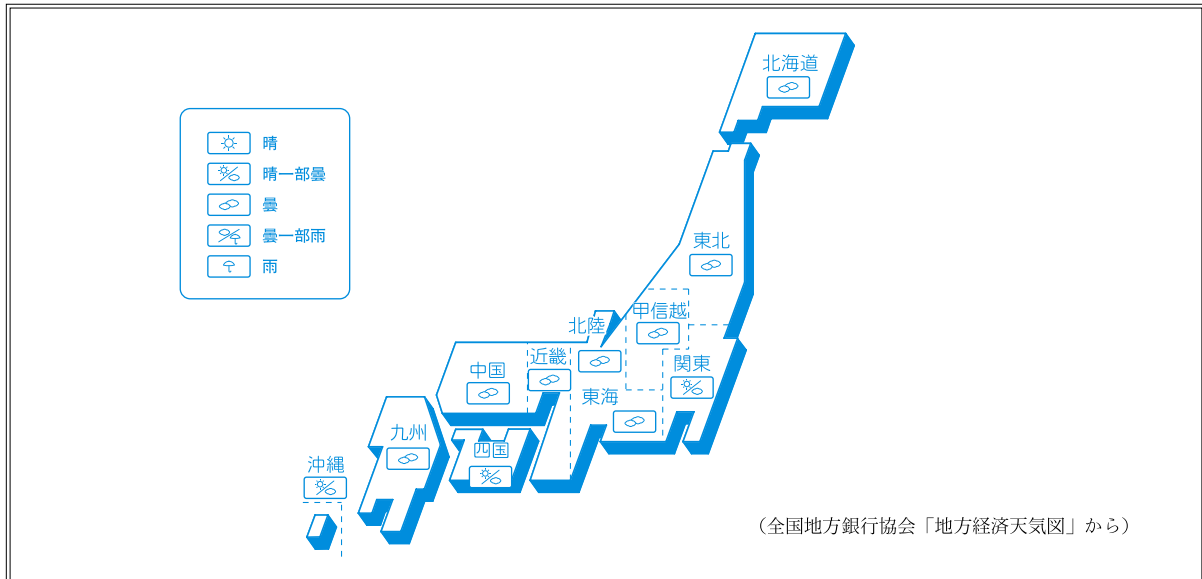 北海道
晴
晴一部曇
曇
曇一部雨
雨
東北
甲信越
北陸
近畿
関東
中国
東海
九州
四国
沖縄
（全国地方銀行協会「地方経済天気図」から）